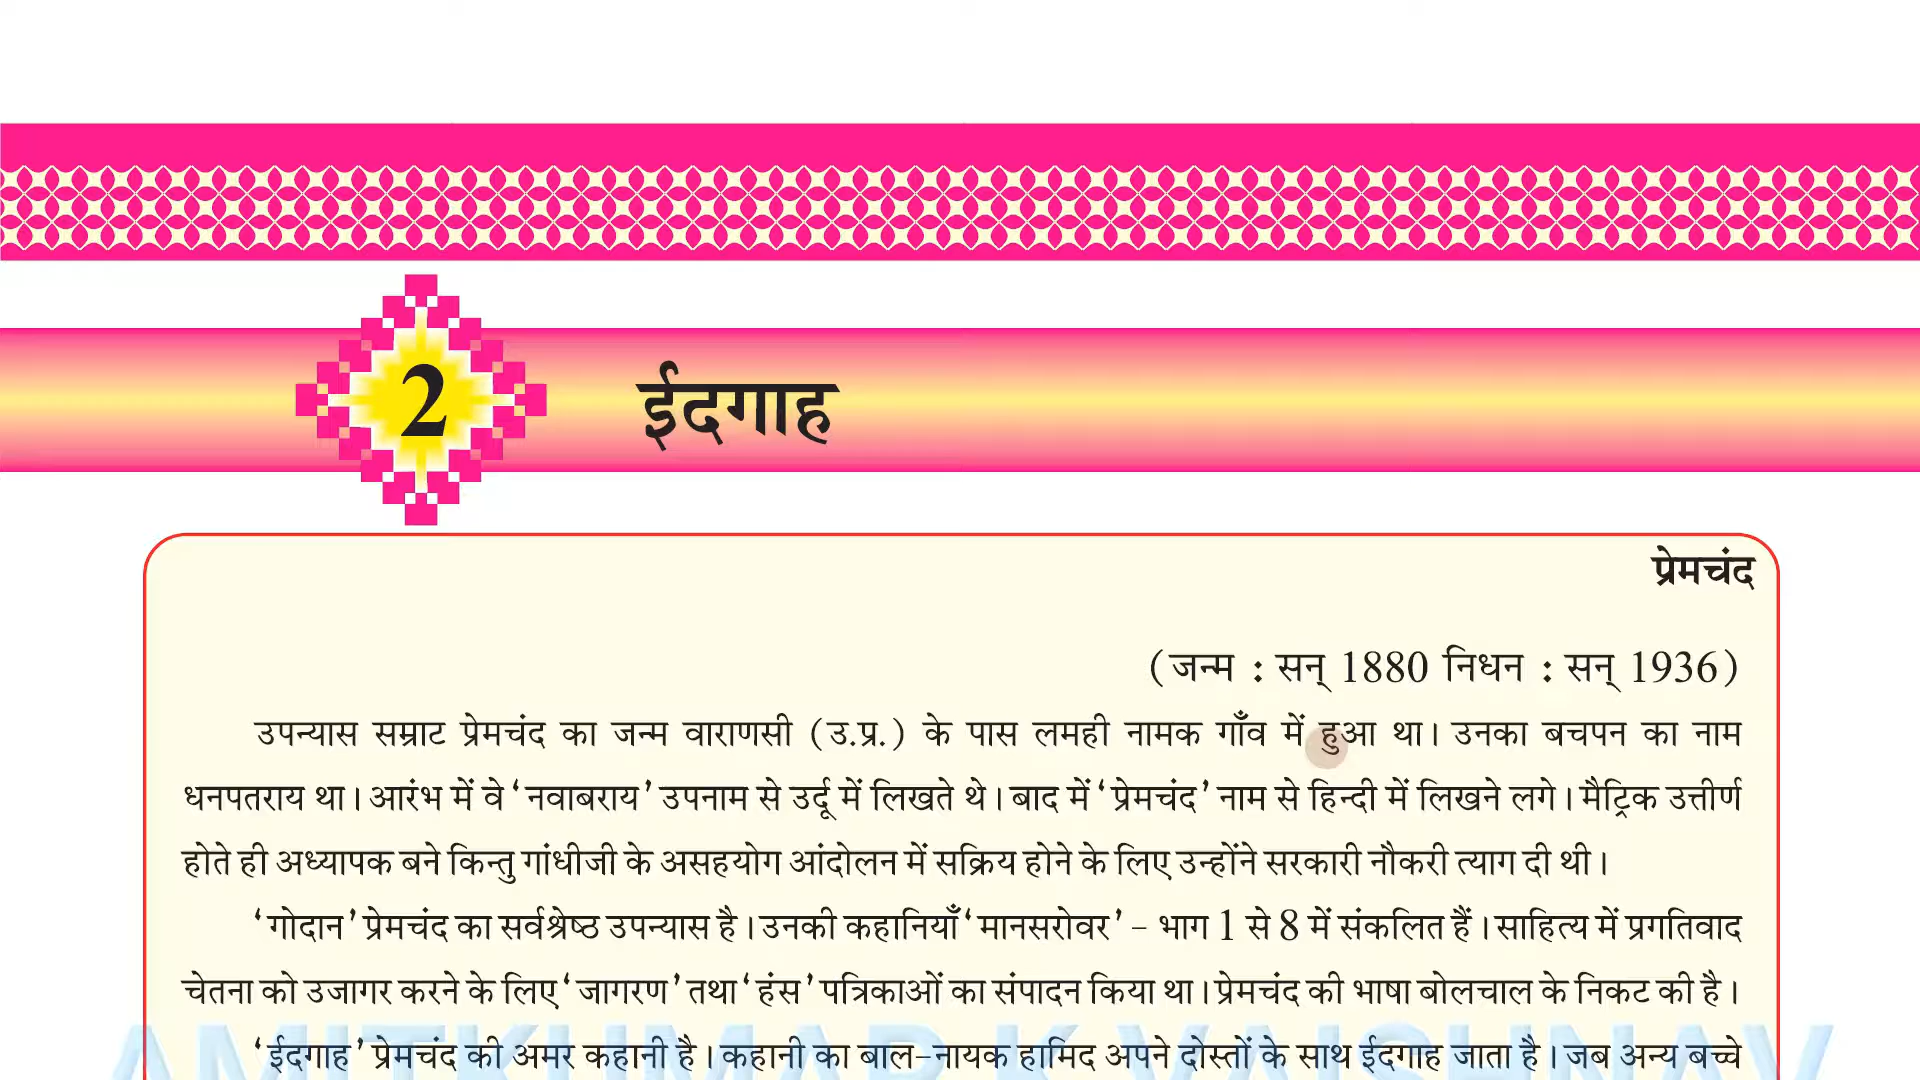 2
ईदगाह
प्रेमचंद
(जन्म : सन् 1880 निधन : सन् 1936)
उपन्यास सम्राट प्रेमचंद का जन्म वाराणसी (उ.प्र.) के पास लमही नामक गाँव में हुआ था। उनका बचपन का नाम
धनपतराय था। आरंभ में वे ‘नवाबराय’ उपनाम से उर्दू में लिखते थे। बाद में ‘प्रेमचंद’ नाम से हिन्दी में लिखने लगे। मैट्रिक उत्तीर्ण
होते ही अध्यापक बने किन्तु गांधीजी के असहयोग आंदोलन में सक्रिय होने के लिए उन्होंने सरकारी नौकरी त्याग दी थी।
‘गोदान’ प्रेमचंद का सर्वश्रेष्ठ उपन्यास है। उनकी कहानियाँ ‘मानसरोवर’ - भाग 1 से 8 में संकलित हैं। साहित्य में प्रगतिवाद
चेतना को उजागर करने के लिए ‘जागरण’ तथा ‘हंस’ पत्रिकाओं का संपादन किया था। प्रेमचंद की भाषा बोलचाल के निकट की है।
‘ईदगाह’ प्रेमचंद की अमर कहानी है। कहानी का बाल-नायक हामिद अपने दोस्तों के साथ ईदगाह जाता है। जब अन्य बच्चे
AMITKUMAR K VAISHNAV